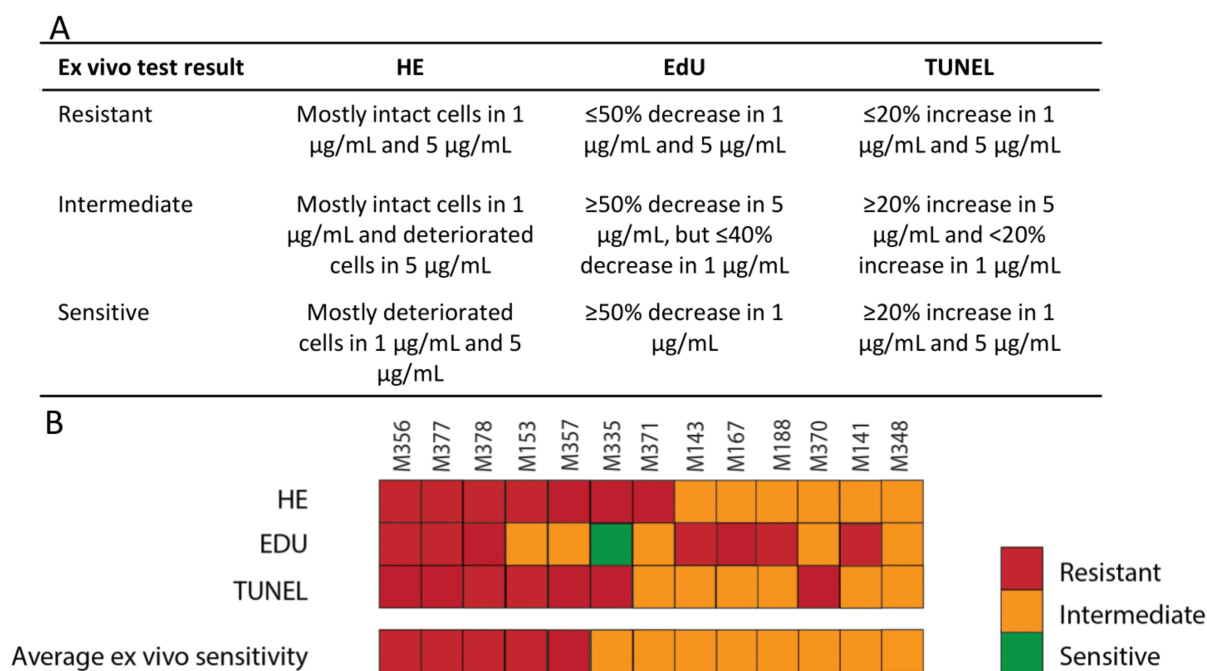 A
Ex vivo test result HE EdU TUNEL
Resistant Mostly intact cells in 1 ≤50% decrease in 1 ≤20% increase in 1
µg/mL and 5 µg/mL µg/mL and 5 µg/mL µg/mL and 5 µg/mL
Intermediate Mostly intact cells in 1 ≥50% decrease in 5 ≥20% increase in 5
µg/mL and deteriorated µg/mL, but ≤40% µg/mL and <20%
cells in 5 µg/mL decrease in 1 µg/mL increase in 1 µg/mL
Sensitive Mostly deteriorated ≥50% decrease in 1 ≥20% increase in 1
cells in 1 µg/mL and 5 µg/mL µg/mL and 5 µg/mL
µg/mL
B
M356 M377 M378 M153 M357 M335 M371 M143 M167 M188 M370 M141 M348
HE
EDU
TUNEL
Average ex vivo sensitivity
Resistant
Intermediate
Sensitive